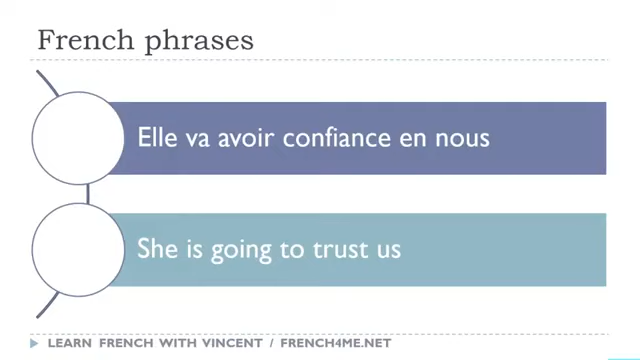 French phrases
Elle va avoir confiance en nous
She is going to trust us
LEARN FRENCH WITH VINCENT / FRENCH4ME.NET